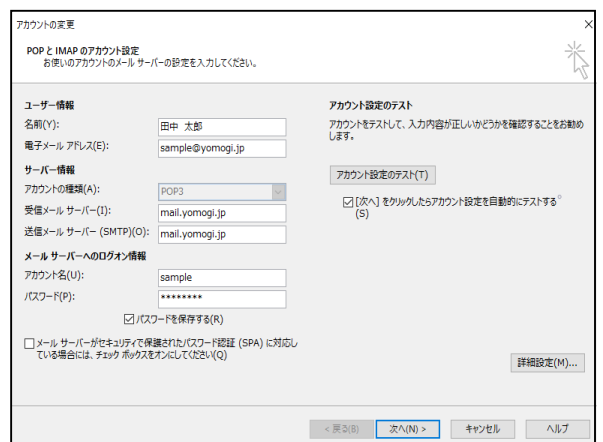 アカウントの変更
POP と IMAP のアカウント設定
お使いのアカウントのメール サーバーの設定を入力してください。
ユーザー情報
名前(Y):
田中 太郎
電子メール アドレス(E):
sample@yomogi.jp
サーバー情報
アカウントの種類(A):
POP3
受信メール サーバー(I):
mail.yomogi.jp
送信メール サーバー (SMTP)(O):
mail.yomogi.jp
メール サーバーへのログオン情報
アカウント名(U):
sample
パスワード(P):
********
パスワードを保存する(R)
メール サーバーがセキュリティで保護されたパスワード認証 (SPA) に対応し
ている場合には、チェック ボックスをオンにしてください(Q)
アカウント設定のテスト
アカウントをテストして、入力内容が正しいかどうかを確認することをお勧め
します。
アカウント設定のテスト(T)
[次へ] をクリックしたらアカウント設定を自動的にテストする
(S)
詳細設定(M)...
< 戻る(B)
次へ(N) >
キャンセル
ヘルプ